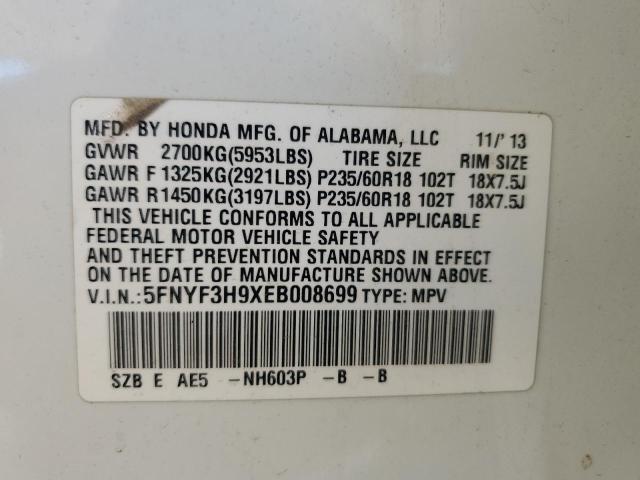 MFD. BY HONDA MFG. OF ALABAMA, LLC 11/'13
GVWR 2700KG(5953LBS) TIRE SIZE RIM SIZE
GAWR F 1325KG(2921LBS) P235/60R18 102T 18X7.5J
GAWR R 1450KG(3197LBS) P235/60R18 102T 18X7.5J
THIS VEHICLE CONFORMS TO ALL APPLICABLE
FEDERAL MOTOR VEHICLE SAFETY
AND THEFT PREVENTION STANDARDS IN EFFECT
ON THE DATE OF MANUFACTURE SHOWN ABOVE.
V.I.N.:5FNYF3H9XEB008699 TYPE: MPV
SZB E AE5 -NH603P -B -B